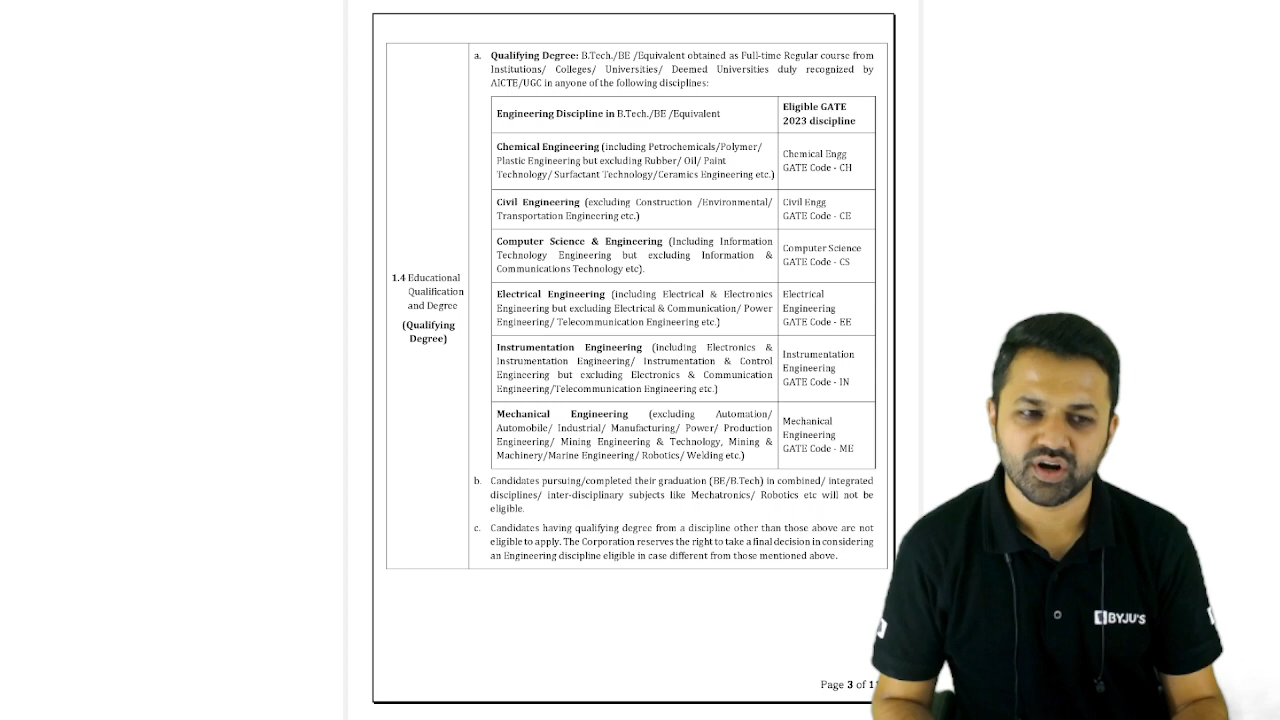 a. Qualifying Degree: B.Tech./BE /Equivalent obtained as Full-time Regular course from
Institutions/ Colleges/ Universities/ Deemed Universities duly recognized by
AICTE/UGC in anyone of the following disciplines:
Engineering Discipline in B.Tech./BE /Equivalent
Eligible GATE
2023 discipline
Chemical Engineering (including Petrochemicals/Polymer/
Plastic Engineering but excluding Rubber/ Oil/ Paint
Technology/ Surfactant Technology/Ceramics Engineering etc.)
Chemical Engg
GATE Code - CH
Civil Engineering (excluding Construction /Environmental/
Transportation Engineering etc.)
Civil Engg
GATE Code - CE
Computer Science & Engineering (Including Information
Technology Engineering but excluding Information &
Communications Technology etc).
Computer Science
GATE Code - CS
1.4 Educational
Qualification
and Degree
(Qualifying
Degree)
Electrical Engineering (including Electrical & Electronics
Engineering but excluding Electrical & Communication/ Power
Engineering/ Telecommunication Engineering etc.)
Electrical
Engineering
GATE Code - EE
Instrumentation Engineering (including Electronics &
Instrumentation Engineering/ Instrumentation & Control
Engineering but excluding Electronics & Communication
Engineering/Telecommunication Engineering etc.)
Instrumentation
Engineering
GATE Code - IN
Mechanical Engineering (excluding Automation/
Automobile/ Industrial/ Manufacturing/ Power/ Production
Engineering/ Mining Engineering & Technology, Mining &
Machinery/Marine Engineering/ Robotics/ Welding etc.)
Mechanical
Engineering
GATE Code - ME
b. Candidates pursuing/completed their graduation (BE/B.Tech) in combined/ integrated
disciplines/ inter-disciplinary subjects like Mechatronics/ Robotics etc will not be
eligible.
c. Candidates having qualifying degree from a discipline other than those above are not
eligible to apply. The Corporation reserves the right to take a final decision in considering
an Engineering discipline eligible in case different from those mentioned above.
BYJU'S
Page 3 of